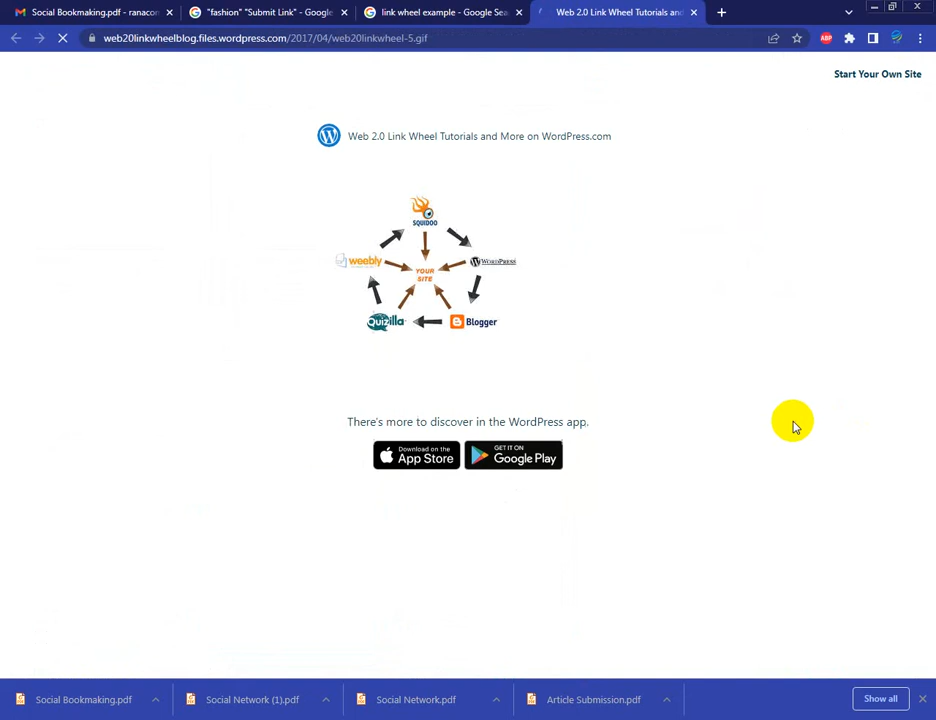 Social Bookmarking.pdf - ranacon
"fashion" "Submit Link" - Google
link wheel example - Google Sea
Web 2.0 Link Wheel Tutorials and
web20linkwheelblog.files.wordpress.com/2017/04/web20linkwheel-5.gif
ABP
Start Your Own Site
Web 2.0 Link Wheel Tutorials and More on WordPress.com
SQUIDOO
weebly
WORDPRESS
YOUR
SITE
QUIZILLA
Blogger
There's more to discover in the WordPress app.
Download on the
App Store
GET IT ON
Google Play
Social Bookmaking.pdf
Social Network (1).pdf
Social Network.pdf
Article Submission.pdf
Show all